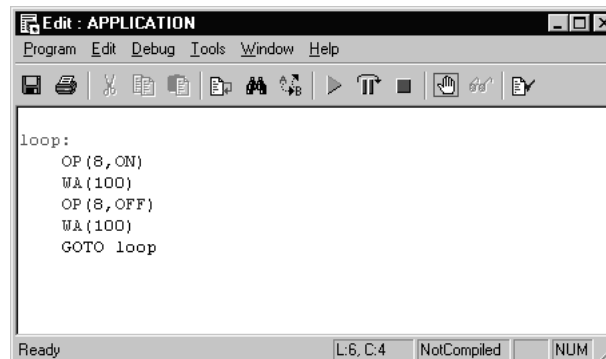 Edit : APPLICATION
Program Edit Debug Tools Window Help
loop:
OP(8,ON)
WA(100)
OP(8,OFF)
WA(100)
GOTO loop
Ready L:6, C:4 NotCompiled NUM